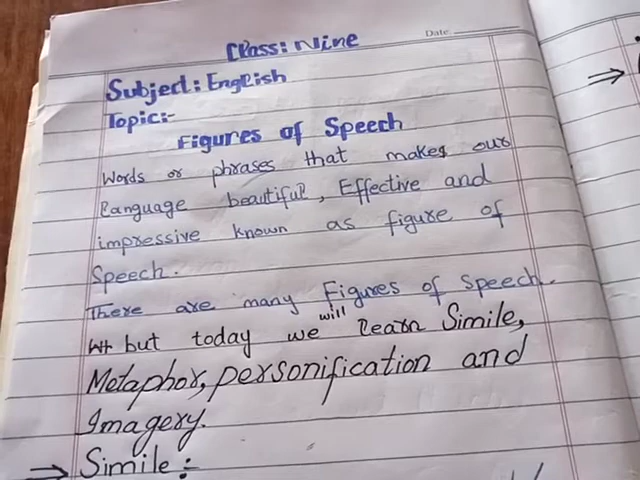 Date
Class: Nine
Subject: English
Topic:-
Figures of Speech
Words or phrases that makes our
language beautiful, Effective and
impressive known as figure of
Speech.
There are many Figures of Speech.
but today we will learn Simile,
Metaphor, personification and
Imagery.
→ Simile :-
⇒